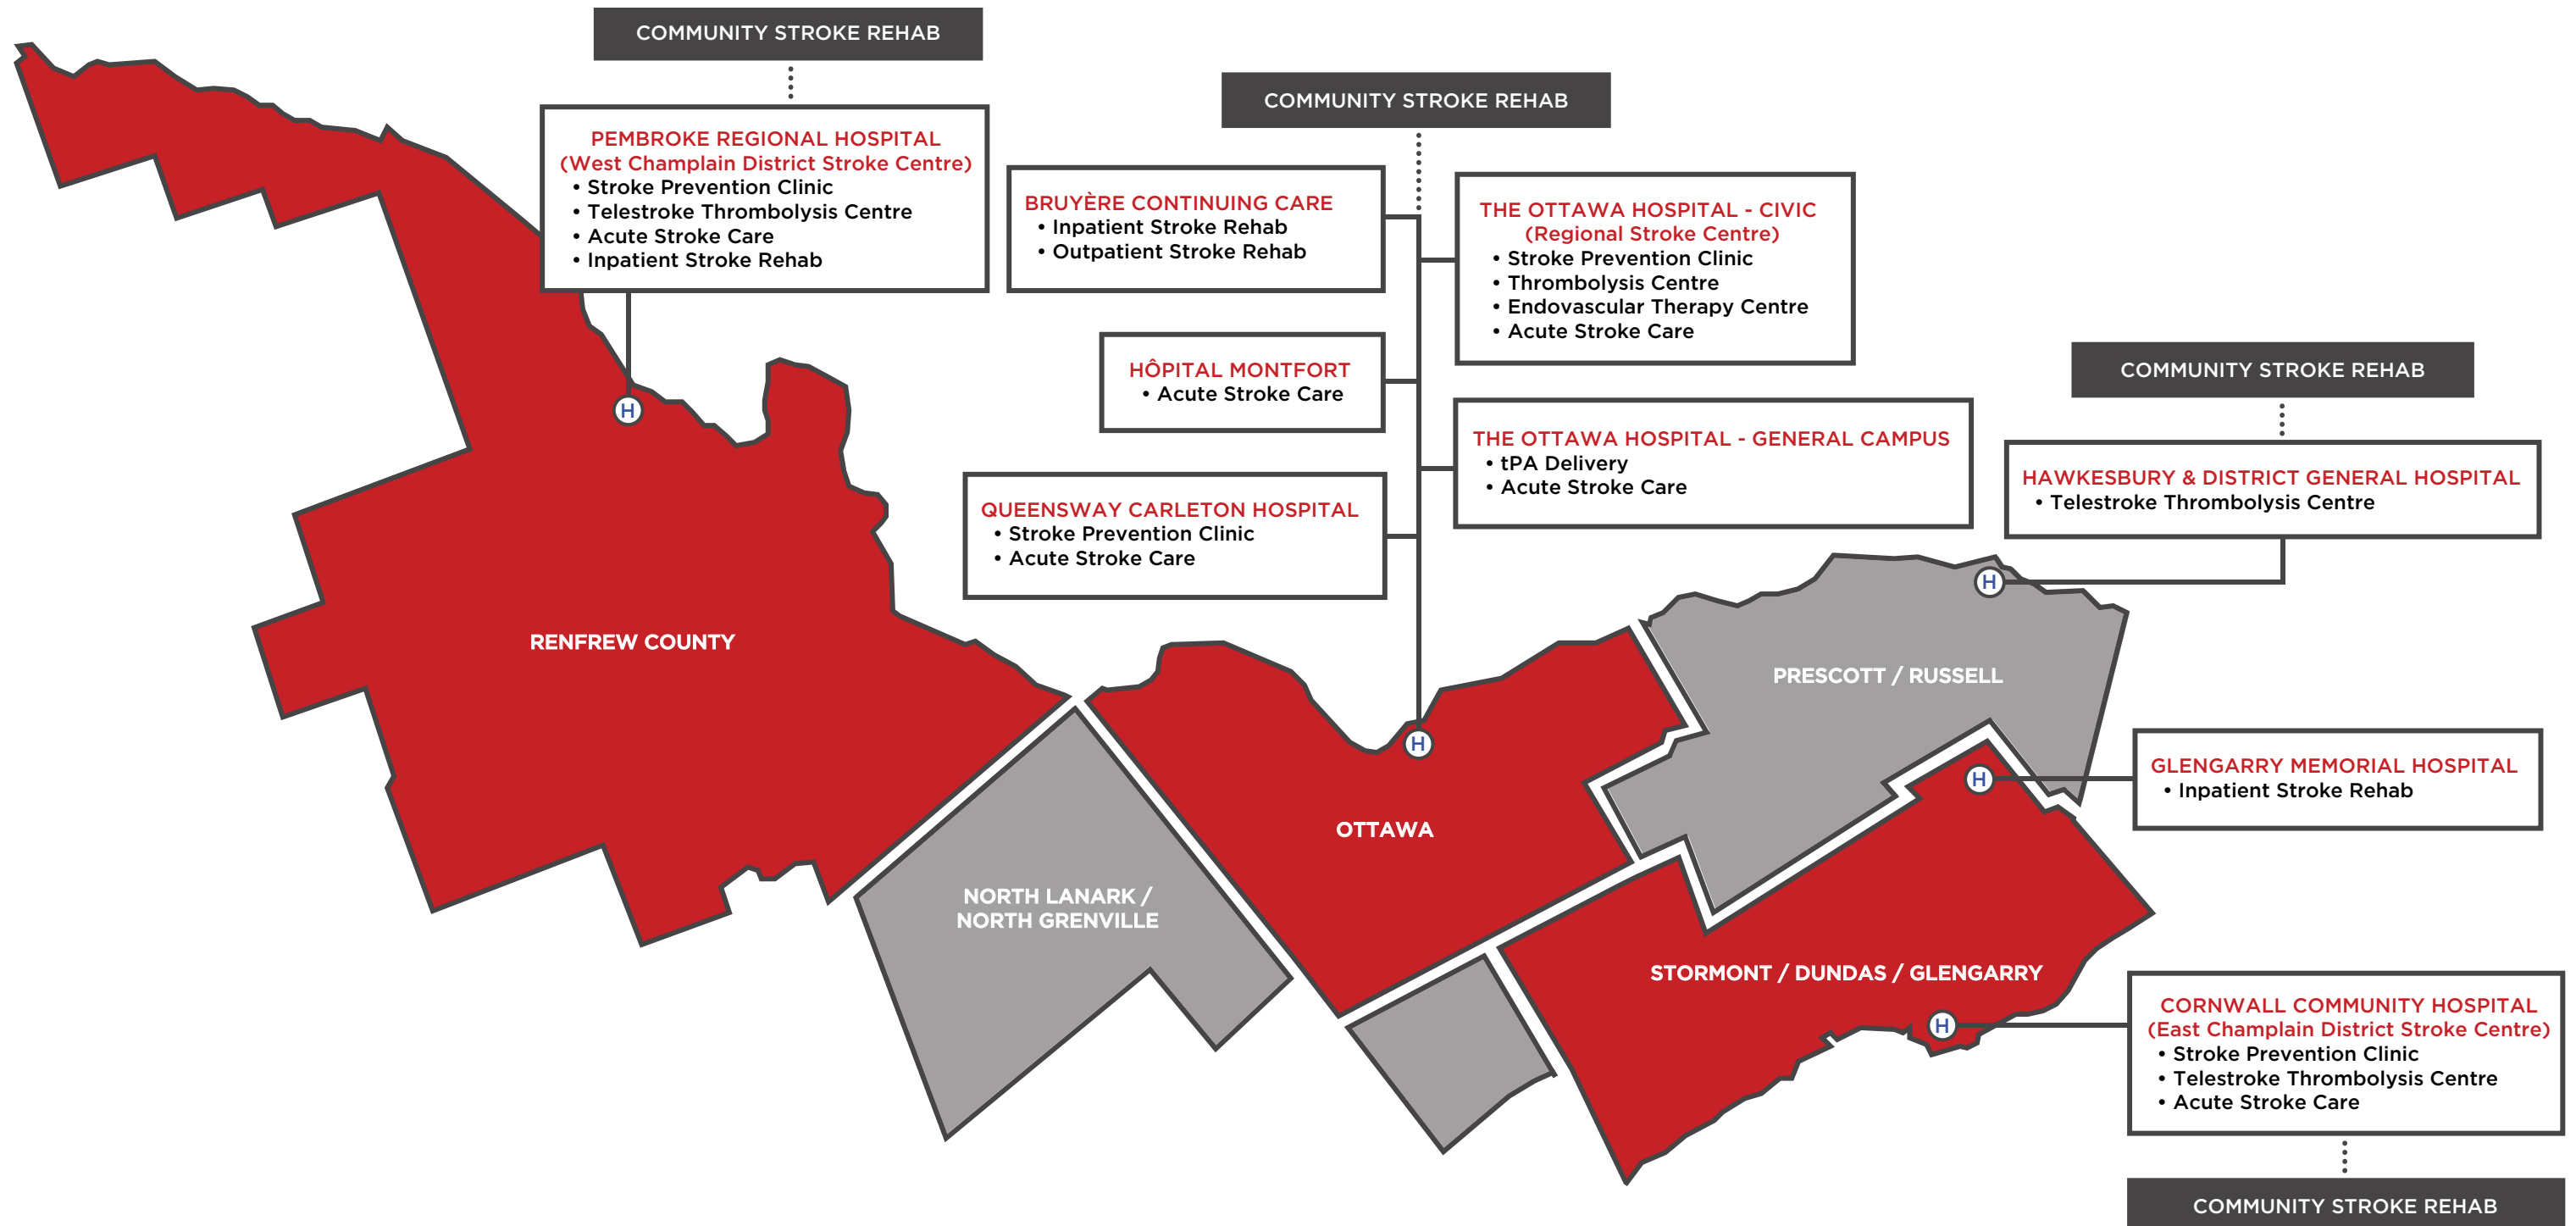 COMMUNITY STROKE REHAB
PEMBROKE REGIONAL HOSPITAL
(West Champlain District Stroke Centre)
• Stroke Prevention Clinic
• Telestroke Thrombolysis Centre
• Acute Stroke Care
• Inpatient Stroke Rehab
COMMUNITY STROKE REHAB
BRUYÈRE CONTINUING CARE
• Inpatient Stroke Rehab
• Outpatient Stroke Rehab
THE OTTAWA HOSPITAL - CIVIC
(Regional Stroke Centre)
• Stroke Prevention Clinic
• Thrombolysis Centre
• Endovascular Therapy Centre
• Acute Stroke Care
HÔPITAL MONTFORT
• Acute Stroke Care
THE OTTAWA HOSPITAL - GENERAL CAMPUS
• tPA Delivery
• Acute Stroke Care
QUEENSWAY CARLETON HOSPITAL
• Stroke Prevention Clinic
• Acute Stroke Care
COMMUNITY STROKE REHAB
HAWKESBURY & DISTRICT GENERAL HOSPITAL
• Telestroke Thrombolysis Centre
H
H
H
H
H
RENFREW COUNTY
PRESCOTT / RUSSELL
GLENGARRY MEMORIAL HOSPITAL
• Inpatient Stroke Rehab
OTTAWA
NORTH LANARK /
NORTH GRENVILLE
STORMONT / DUNDAS / GLENGARRY
CORNWALL COMMUNITY HOSPITAL
(East Champlain District Stroke Centre)
• Stroke Prevention Clinic
• Telestroke Thrombolysis Centre
• Acute Stroke Care
COMMUNITY STROKE REHAB